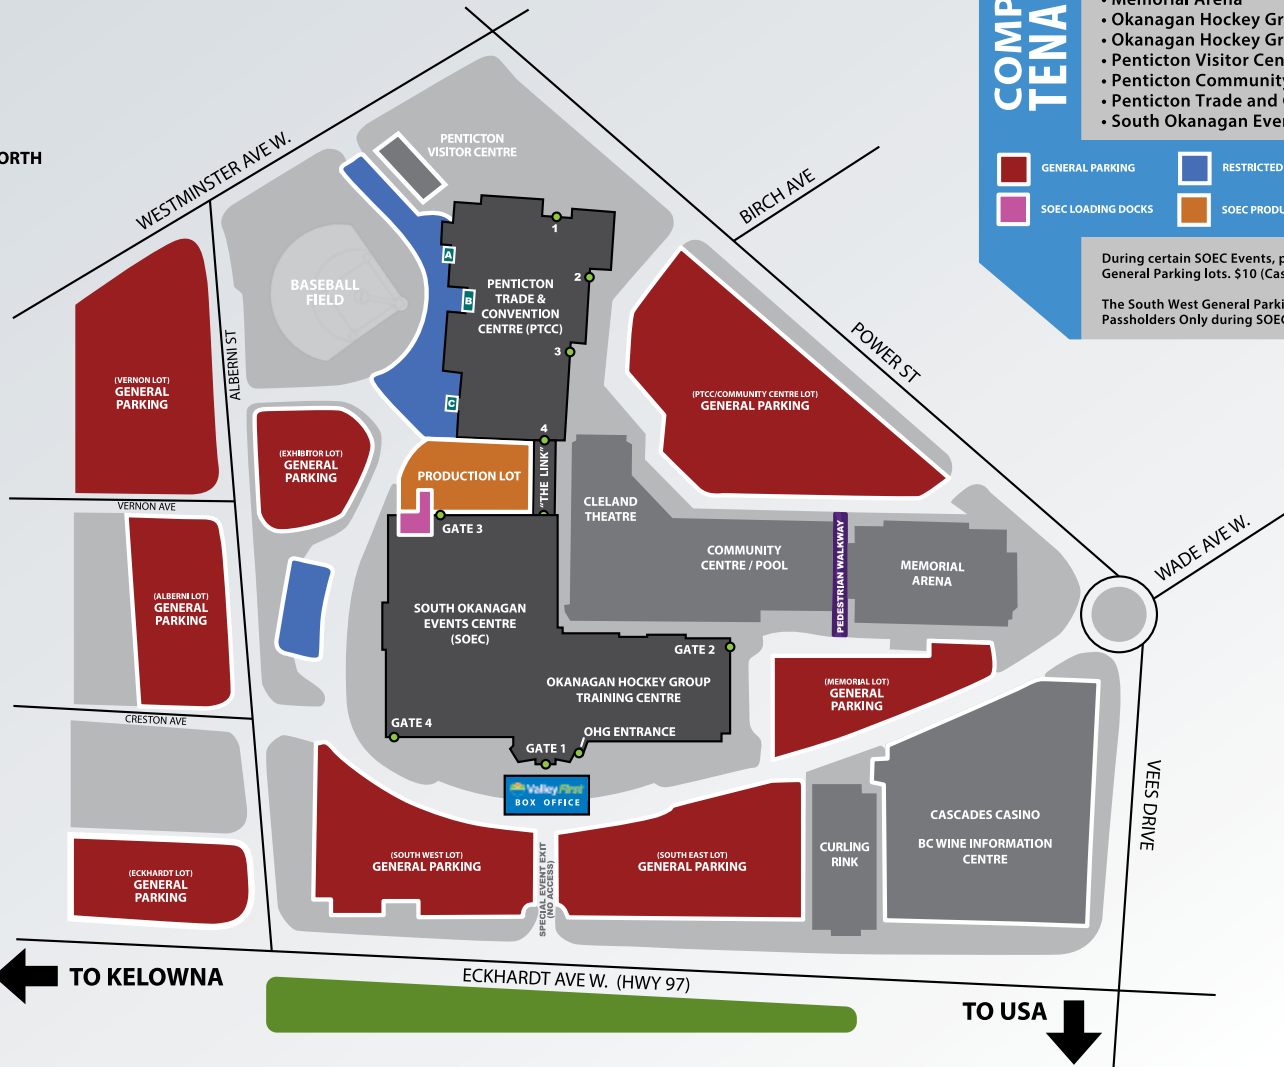 COMP
TENA
• Memorial Arena
• Okanagan Hockey Gr
• Okanagan Hockey Gr
• Penticton Visitor Cen
• Penticton Community
• Penticton Trade and
• South Okanagan Eve
GENERAL PARKING
RESTRICTED
SOEC LOADING DOCKS
SOEC PRODU
During certain SOEC Events, p
General Parking lots. $10 (Cas
The South West General Parki
Passholders Only during SOEC
ORTH
WESTMINSTER AVE W.
PENTICTON
VISITOR CENTRE
BIRCH AVE
POWER ST
WADE AVE W.
VEES DRIVE
ALBERNI ST
BASEBALL
FIELD
A
B
C
1
2
3
4
PENTICTON
TRADE &
CONVENTION
CENTRE (PTCC)
(VERNON LOT)
GENERAL
PARKING
(PTCC/COMMUNITY CENTRE LOT)
GENERAL PARKING
(EXHIBITOR LOT)
GENERAL
PARKING
PRODUCTION LOT
"THE LINK"
VERNON AVE
GATE 3
CLELAND
THEATRE
COMMUNITY
CENTRE / POOL
PEDESTRIAN WALKWAY
MEMORIAL
ARENA
(ALBERNI LOT)
GENERAL
PARKING
SOUTH OKANAGAN
EVENTS CENTRE
(SOEC)
GATE 2
OKANAGAN HOCKEY GROUP
TRAINING CENTRE
(MEMORIAL LOT)
GENERAL
PARKING
CRESTON AVE
GATE 4
GATE 1
OHG ENTRANCE
Valley First
BOX OFFICE
(ECKHARDT LOT)
GENERAL
PARKING
(SOUTH WEST LOT)
GENERAL PARKING
SPECIAL EVENT EXIT
(NO ACCESS)
(SOUTH EAST LOT)
GENERAL PARKING
CURLING
RINK
CASCADES CASINO
BC WINE INFORMATION
CENTRE
TO KELOWNA
ECKHARDT AVE W. (HWY 97)
TO USA